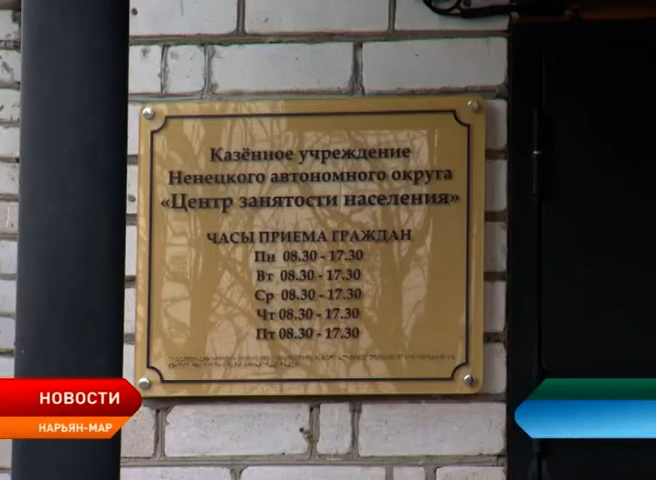 Казённое учреждение
Ненецкого автономного округа
«Центр занятости населения»
ЧАСЫ ПРИЕМА ГРАЖДАН
Пн 08.30 - 17.30
Вт 08.30 - 17.30
Ср 08.30 - 17.30
Чт 08.30 - 17.30
Пт 08.30 - 17.30
НОВОСТИ
НАРЬЯН-МАР